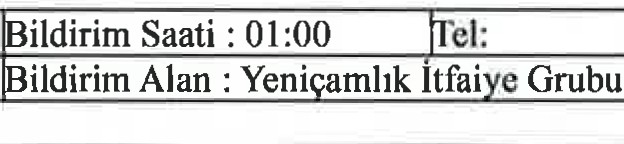 Bildirim Saati : 01:00 Tel:
Bildirim Alan : Yeniçamlık İtfaiye Grubu